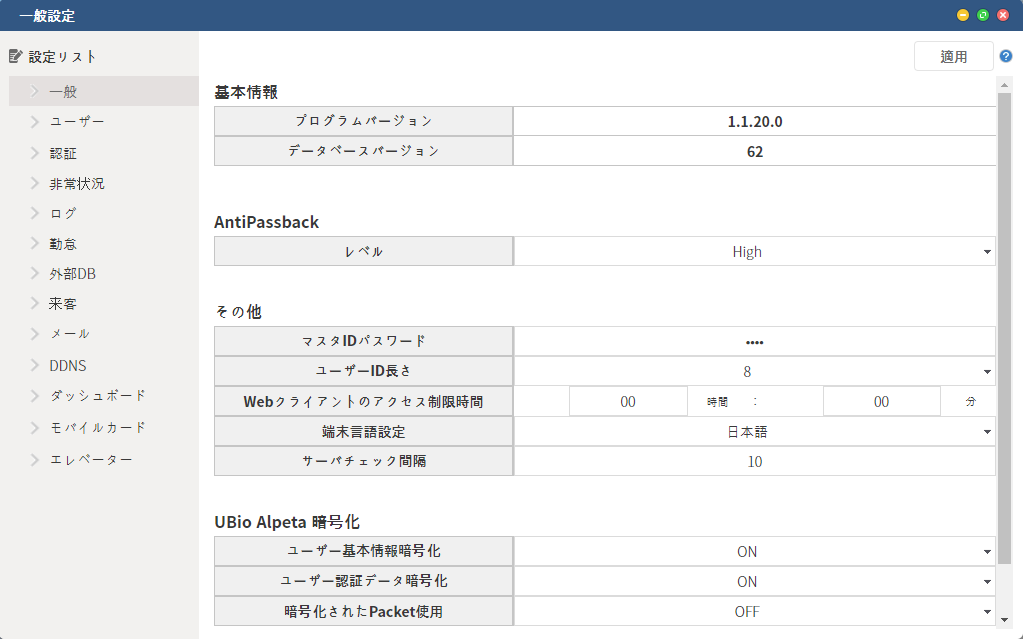 一般設定
設定リスト
一般
ユーザー
認証
非常状況
ログ
勤怠
外部DB
来客
メール
DDNS
ダッシュボード
モバイルカード
エレベーター
適用
基本情報
プログラムバージョン 1.1.20.0
データベースバージョン 62
AntiPassback
レベル High
その他
マスタIDパスワード ••••
ユーザーID長さ 8
Webクライアントのアクセス制限時間 00 時間 : 00 分
端末言語設定 日本語
サーバチェック間隔 10
UBio Alpeta 暗号化
ユーザー基本情報暗号化 ON
ユーザー認証データ暗号化 ON
暗号化されたPacket使用 OFF